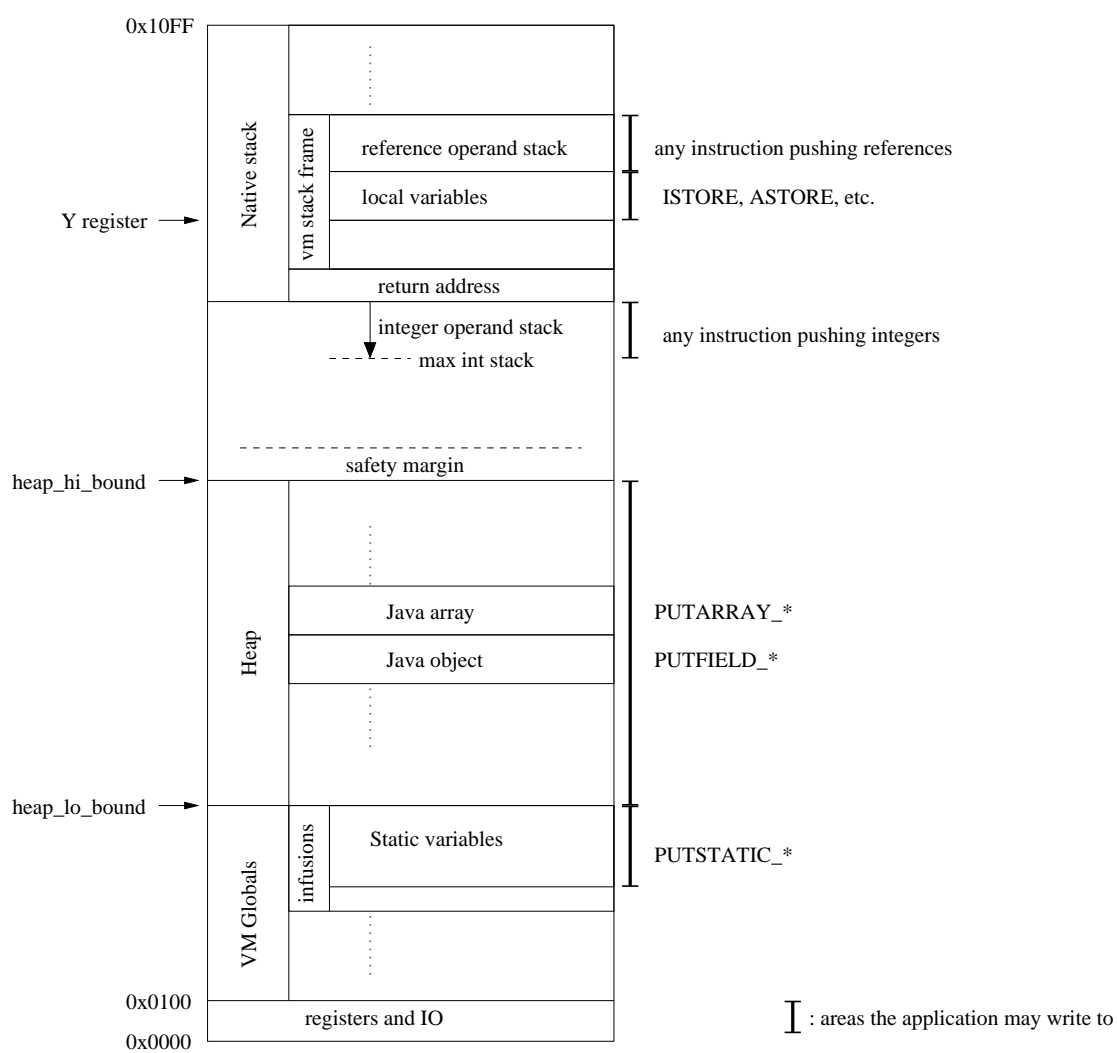 0x10FF
Native stack
vm stack frame
reference operand stack
any instruction pushing references
local variables
ISTORE, ASTORE, etc.
Y register
return address
integer operand stack
any instruction pushing integers
max int stack
safety margin
heap_hi_bound
Heap
Java array
PUTARRAY_*
Java object
PUTFIELD_*
heap_lo_bound
VM Globals
infusions
Static variables
PUTSTATIC_*
0x0100
registers and IO
: areas the application may write to
0x0000